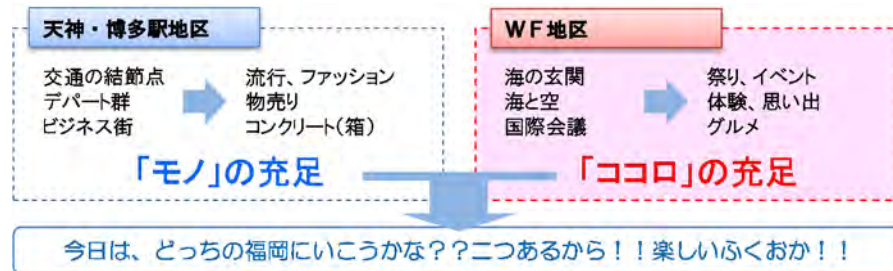 天神・博多駅地区
交通の結節点
デパート群
ビジネス街
流行、ファッション
物売り
コンクリート(箱)
「モノ」の充足
WF地区
海の玄関
海と空
国際会議
祭り、イベント
体験、思い出
グルメ
「ココロ」の充足
今日は、どっちの福岡にいこうかな??二つあるから!!楽しいふくおか!!